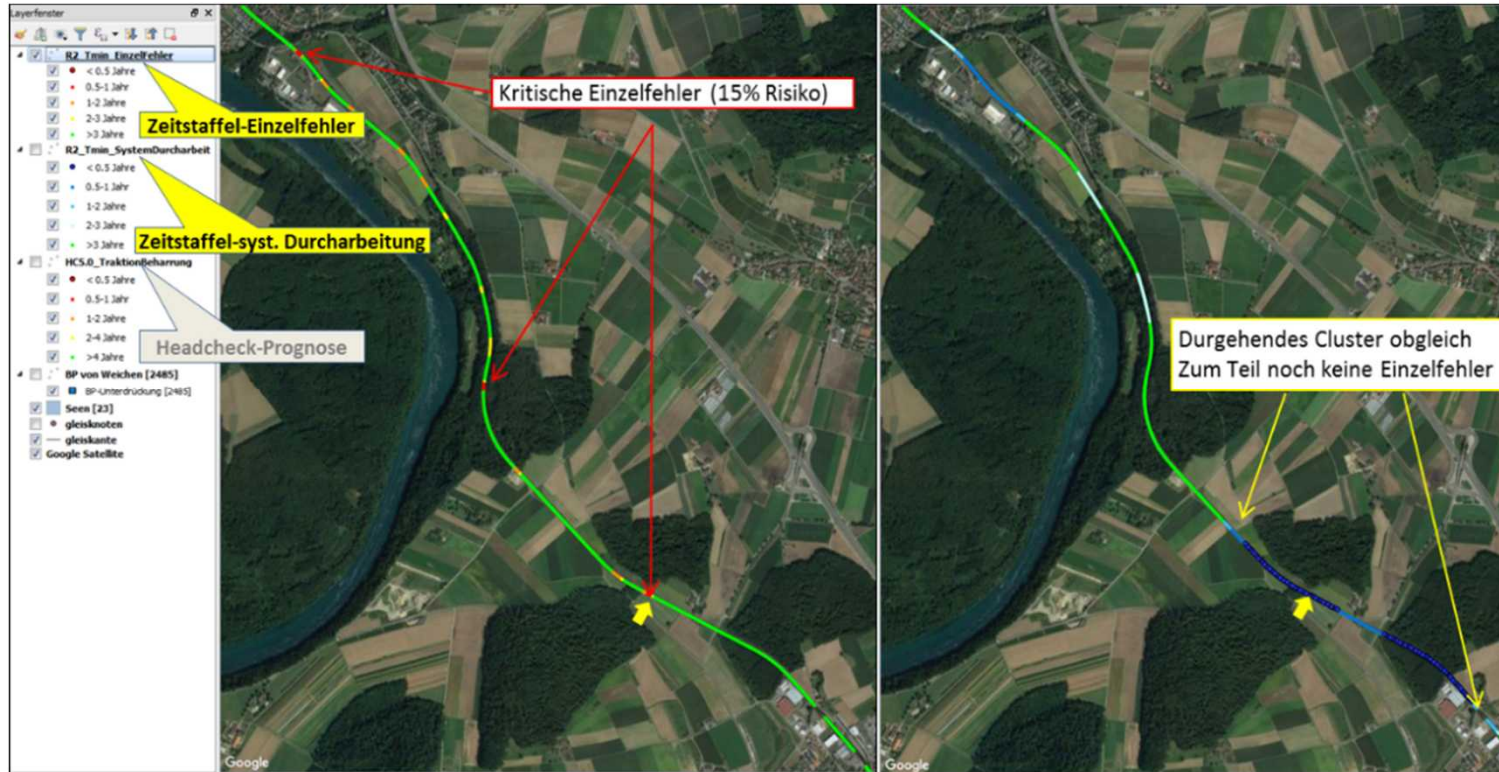 Layerfenster
R2_Tmin_Einzelfehler
< 0.5 Jahre
0.5-1 Jahr
1-2 Jahre
2-3 Jahre
>3 Jahre
Zeitstaffel-Einzelfehler
R2_Tmin_SystemDurcharbeit
< 0.5 Jahre
0.5-1 Jahr
1-2 Jahre
2-3 Jahre
>3 Jahre
Zeitstaffel-syst. Durcharbeitung
HC5.0_TraktionBeharrung
< 0.5 Jahre
0.5-1 Jahr
1-2 Jahre
2-4 Jahre
>4 Jahre
Headcheck-Prognose
BP von Weichen [2485]
BP-Unterdrückung [2485]
Seen [23]
gleisknoten
gleiskante
Google Satellite
Kritische Einzelfehler (15% Risiko)
Google
Durgehendes Cluster obgleich
Zum Teil noch keine Einzelfehler
Google